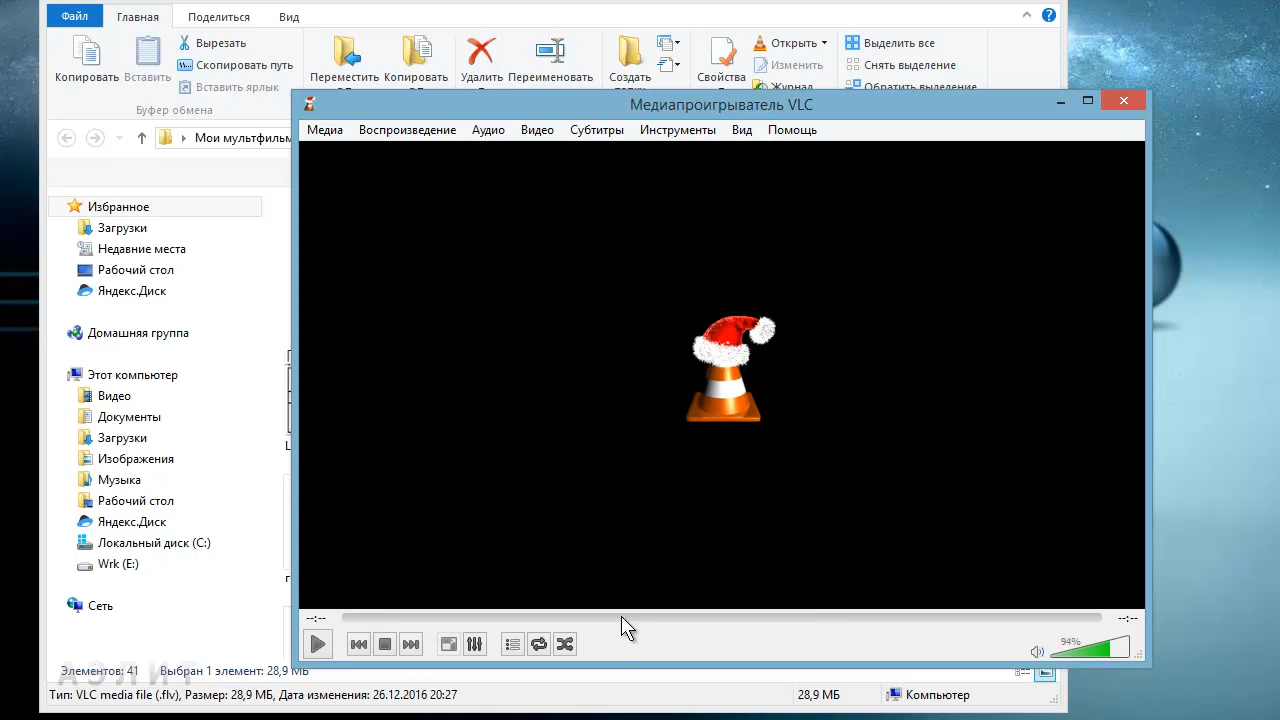 Файл Главная Поделиться Вид
Вырезать
Скопировать путь
Вставить ярлык
Копировать Вставить
Буфер обмена
Переместить Копировать Удалить Переименовать
Создать
Свойства
Открыть
Изменить
Журнал
Выделить все
Снять выделение
Обратить выделение
Медиапроигрыватель VLC
Медиа Воспроизведение Аудио Видео Субтитры Инструменты Вид Помощь
Мои мультфильм
Избранное
Загрузки
Недавние места
Рабочий стол
Яндекс.Диск
Домашняя группа
Этот компьютер
Видео
Документы
Загрузки
Изображения
Музыка
Рабочий стол
Яндекс.Диск
Локальный диск (C:)
Wrk (E:)
Сеть
--:-- --:--
94%
Элементов: 41 Выбран 1 элемент: 28,9 МБ
Тип: VLC media file (.flv), Размер: 28,9 МБ, Дата изменения: 26.12.2016 20:27 28,9 МБ Компьютер